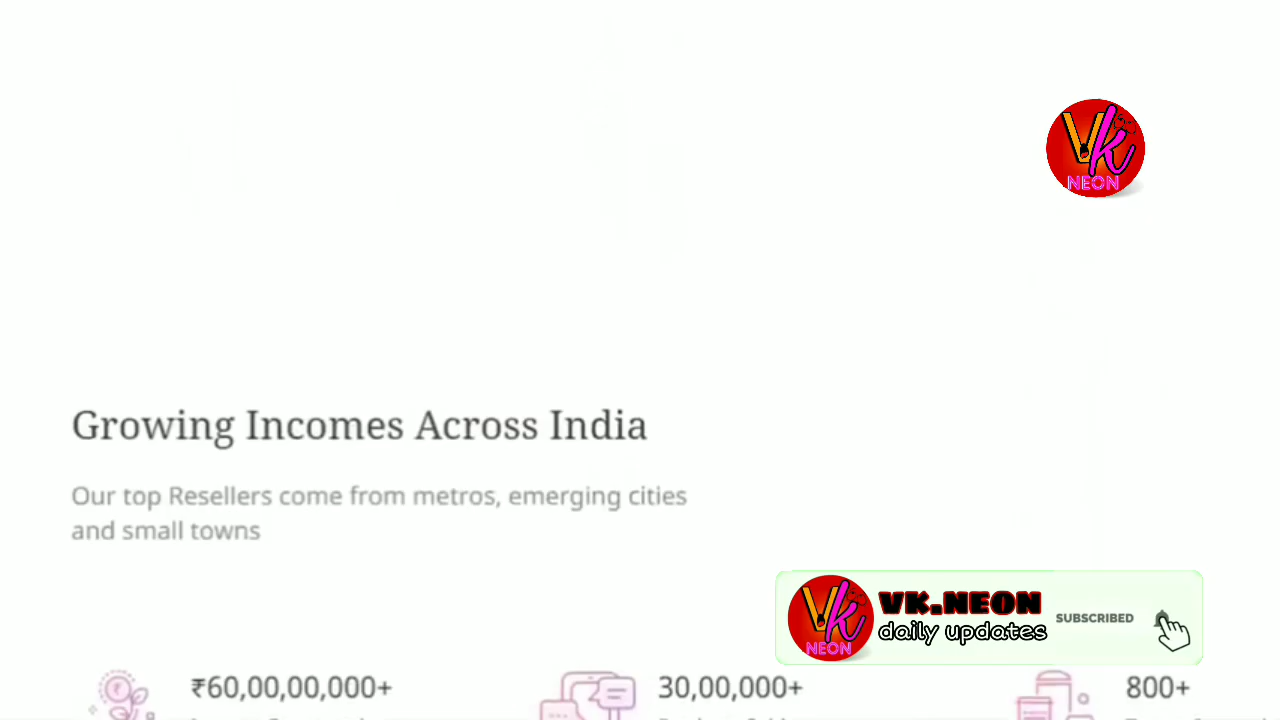 VK
NEON
Growing Incomes Across India
Our top Resellers come from metros, emerging cities
and small towns
VK
NEON
VK.NEON
daily updates
SUBSCRIBED
₹60,00,00,000+
30,00,000+
800+